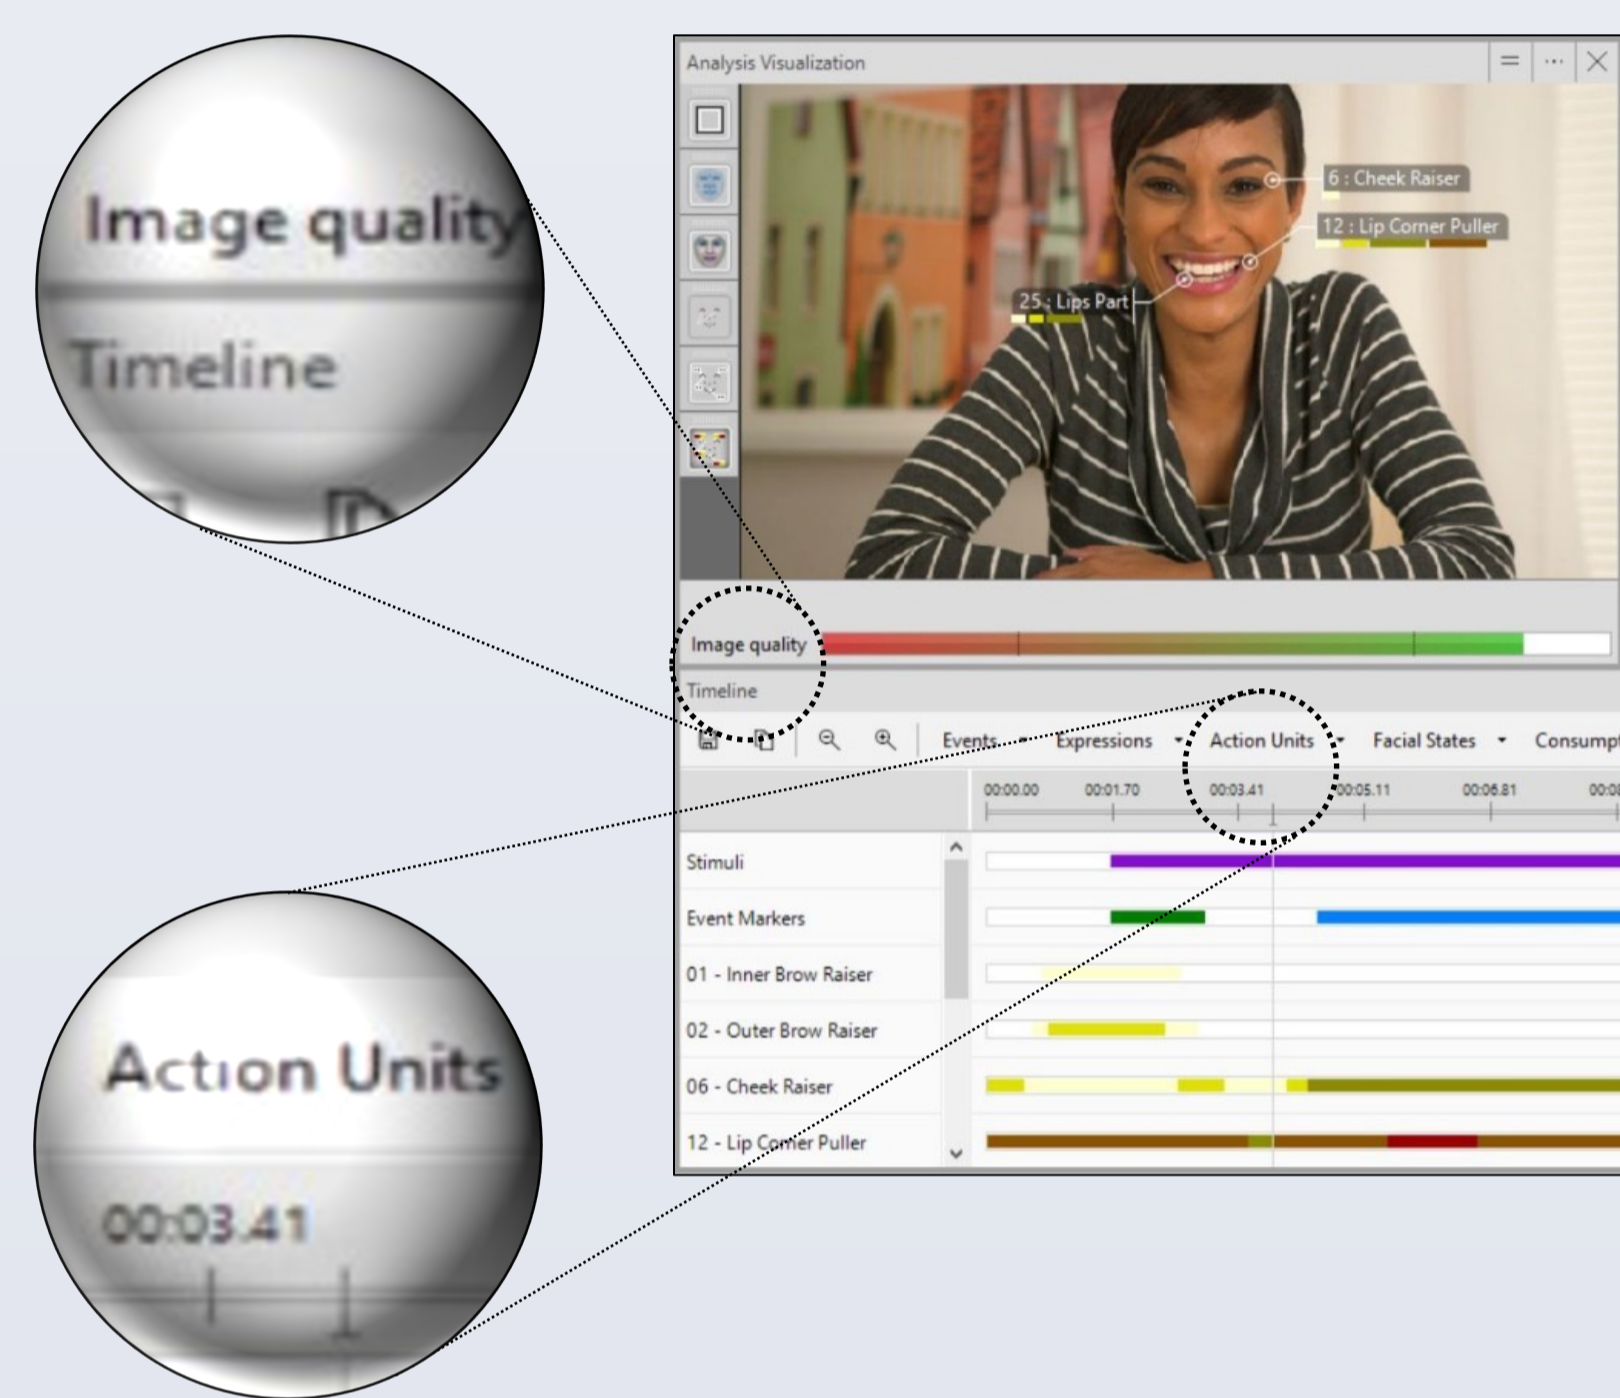 Image quality
Timeline
Analysis Visualization
6 : Cheek Raiser
12 : Lip Corner Puller
25 : Lips Part
Image quality
Timeline
Events Expressions Action Units Facial States Consumpt
00:00.00 00:01.70 00:03.41 00:05.11 00:06.81 00:08
Stimuli
Event Markers
01 - Inner Brow Raiser
02 - Outer Brow Raiser
06 - Cheek Raiser
12 - Lip Corner Puller
Action Units
00:03.41